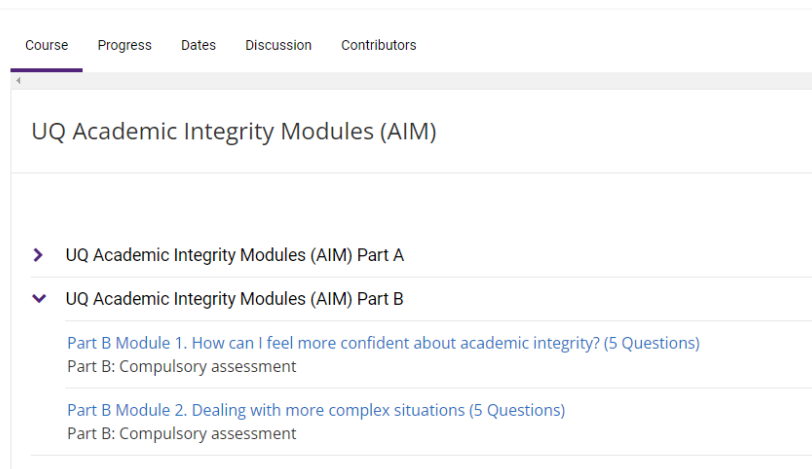 Course Progress Dates Discussion Contributors
UQ Academic Integrity Modules (AIM)
UQ Academic Integrity Modules (AIM) Part A
UQ Academic Integrity Modules (AIM) Part B
Part B Module 1. How can I feel more confident about academic integrity? (5 Questions)
Part B: Compulsory assessment
Part B Module 2. Dealing with more complex situations (5 Questions)
Part B: Compulsory assessment